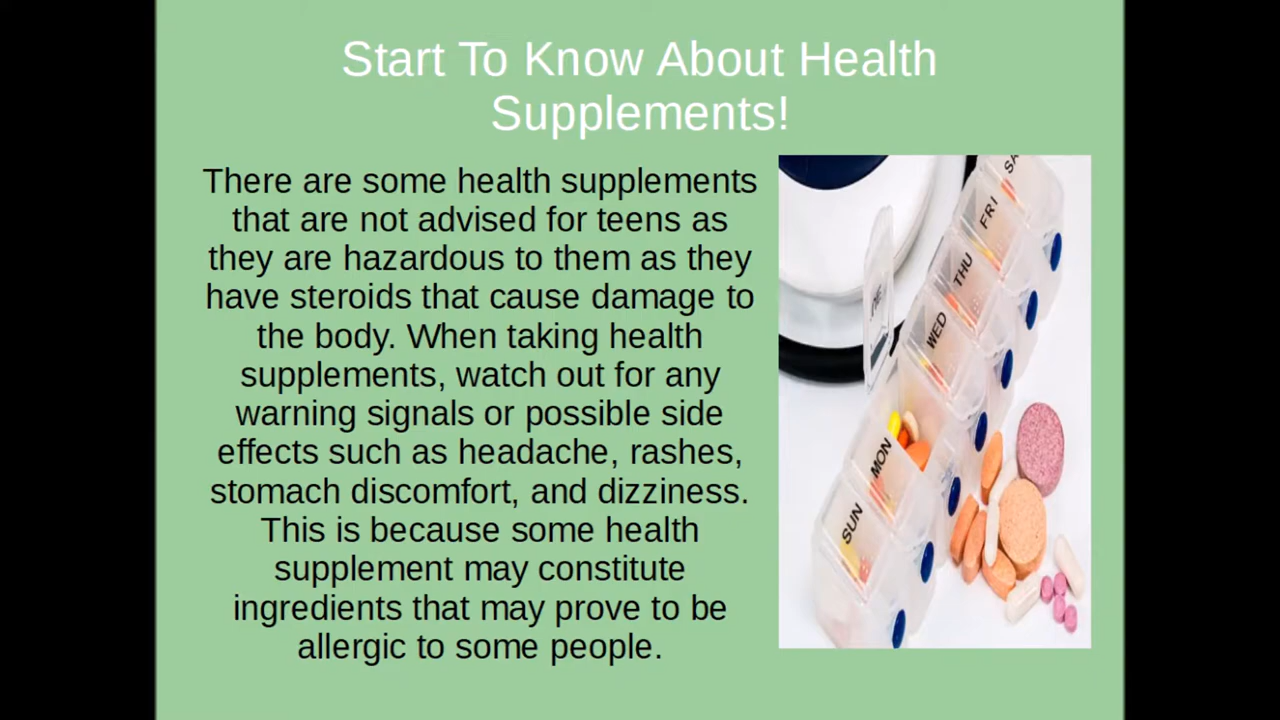 Start To Know About Health
Supplements!
There are some health supplements
that are not advised for teens as
they are hazardous to them as they
have steroids that cause damage to
the body. When taking health
supplements, watch out for any
warning signals or possible side
effects such as headache, rashes,
stomach discomfort, and dizziness.
This is because some health
supplement may constitute
ingredients that may prove to be
allergic to some people.
SA
FRI
THU
WED
MON
SUN